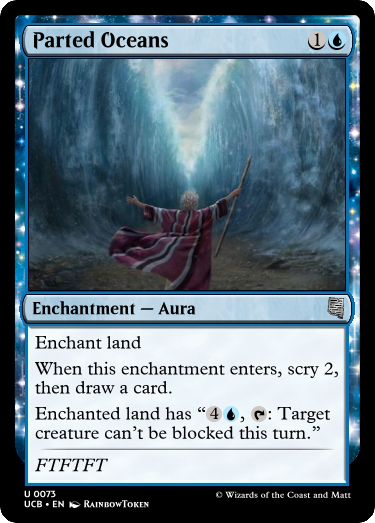 Parted Oceans 1
Enchantment — Aura
Enchant land
When this enchantment enters, scry 2,
then draw a card.
Enchanted land has “4, : Target
creature can't be blocked this turn.”
FTFTFT
U 0073
UCB • EN RainbowToken
© Wizards of the Coast and Matt